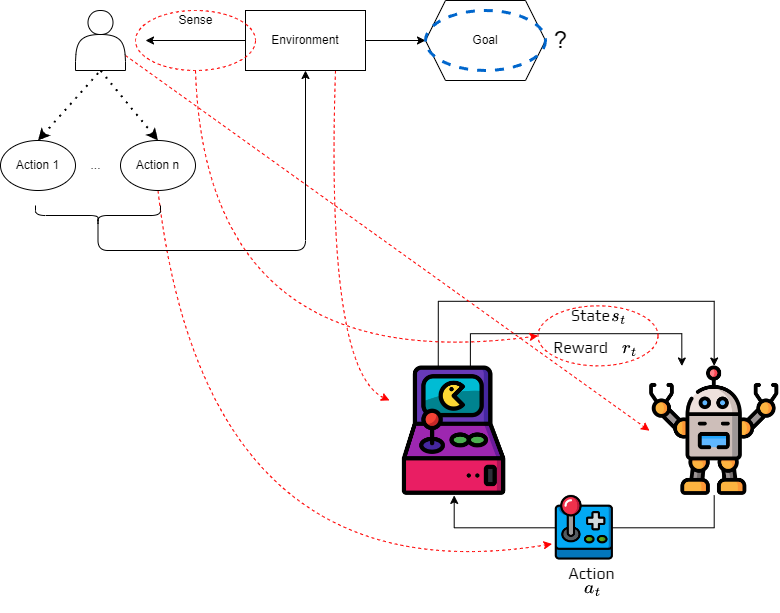 Sense
Environment
Goal
?
Action 1
...
Action n
State s_t
Reward r_t
Action
a_t